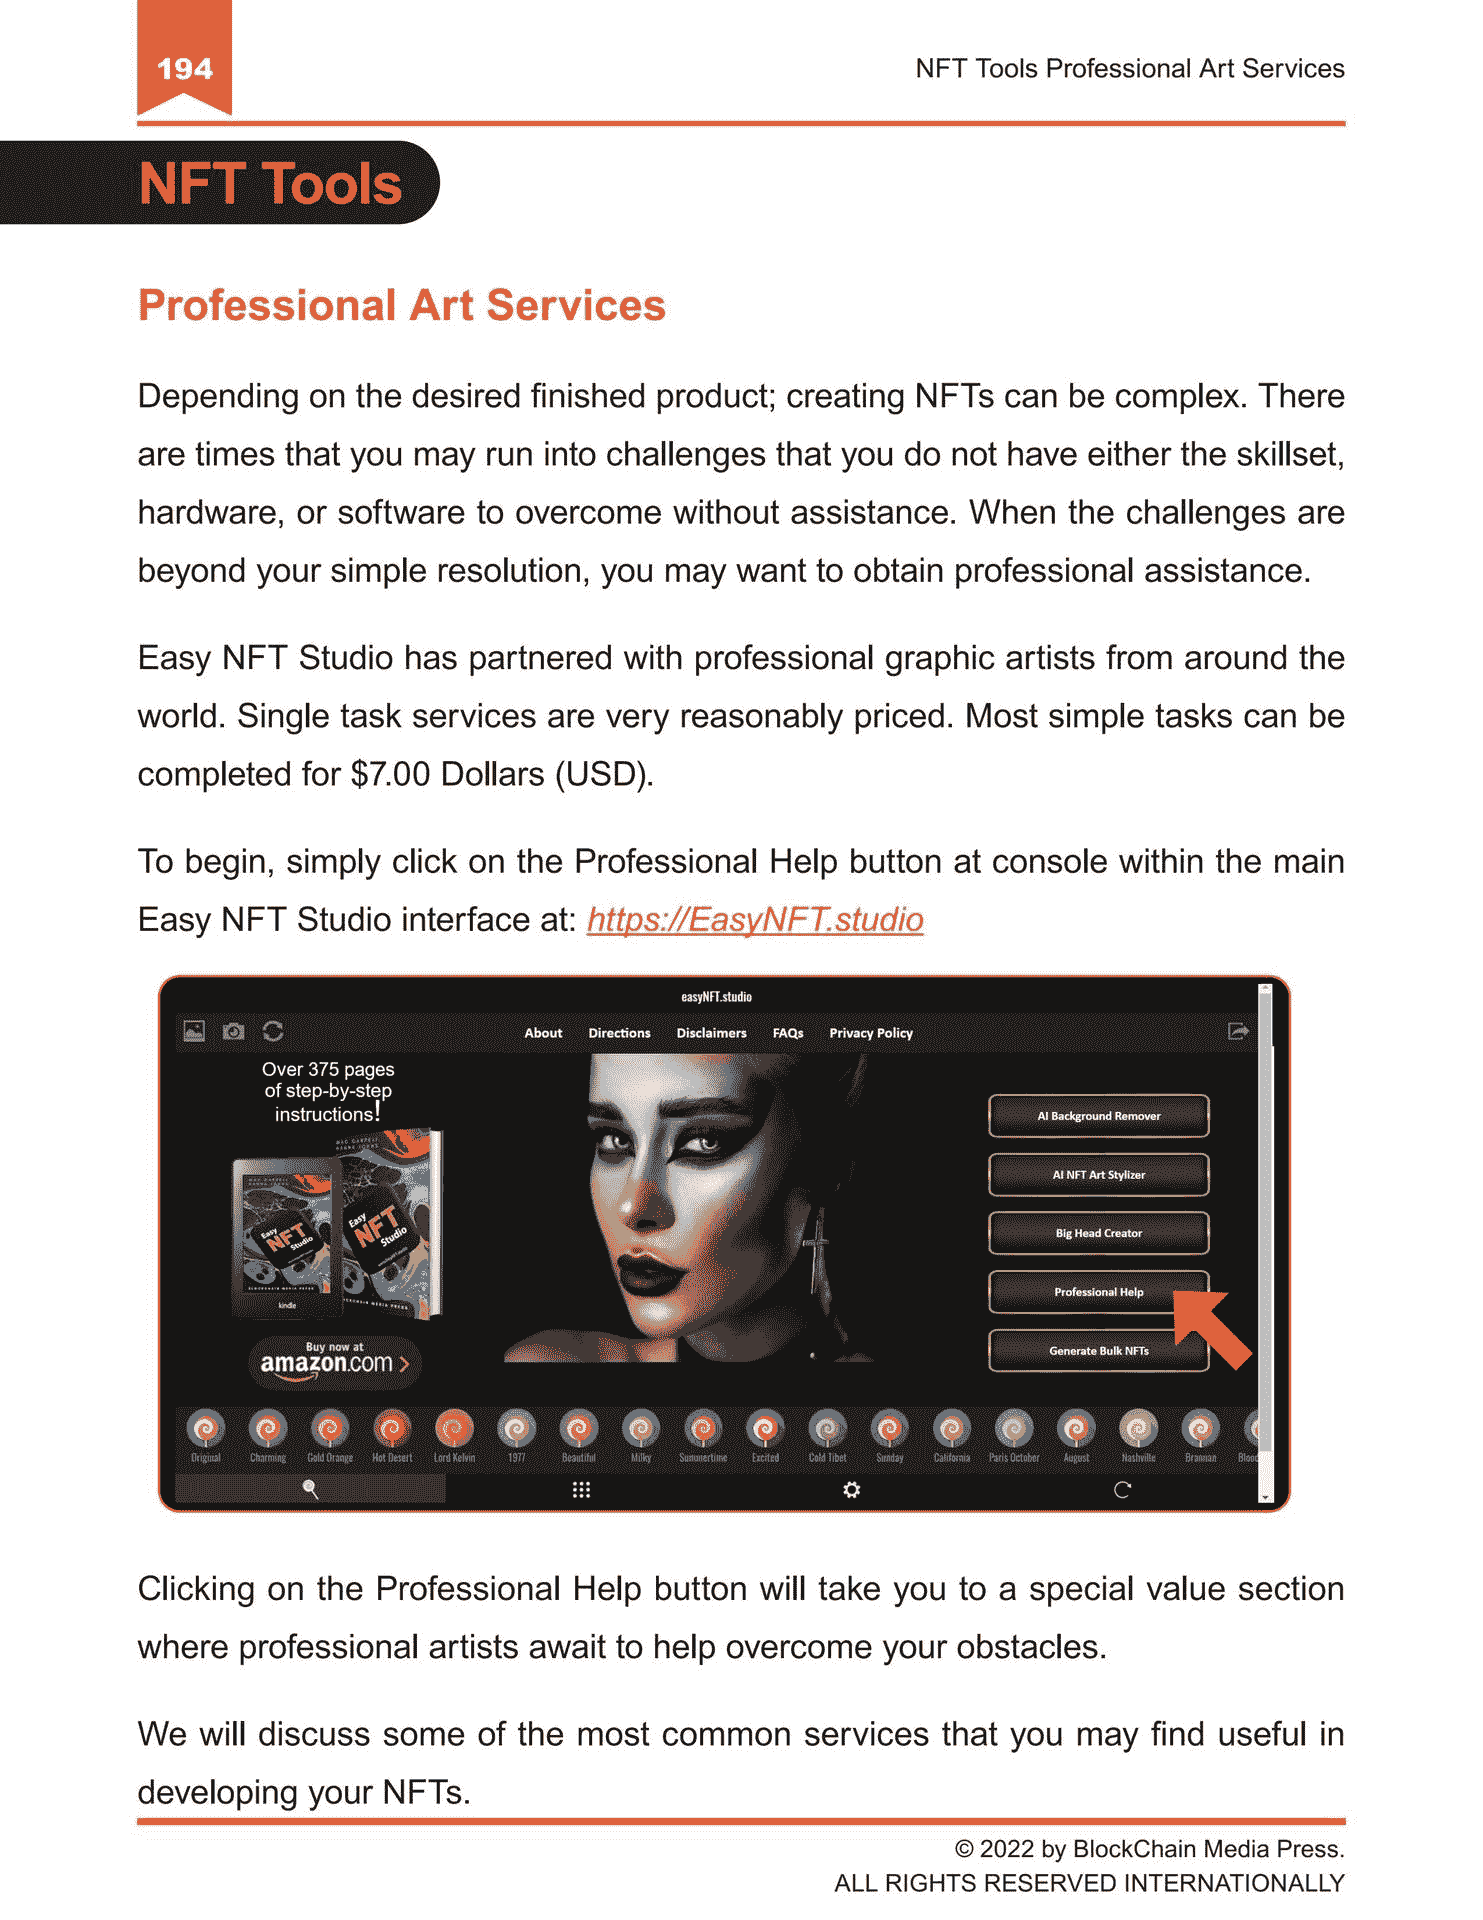 194
NFT Tools Professional Art Services
NFT Tools
Professional Art Services
Depending on the desired finished product; creating NFTs can be complex. There
are times that you may run into challenges that you do not have either the skillset,
hardware, or software to overcome without assistance. When the challenges are
beyond your simple resolution, you may want to obtain professional assistance.
Easy NFT Studio has partnered with professional graphic artists from around the
world. Single task services are very reasonably priced. Most simple tasks can be
completed for $7.00 Dollars (USD).
To begin, simply click on the Professional Help button at console within the main
Easy NFT Studio interface at: https://EasyNFT.studio
easyNFT.studio
About Directions Disclaimers FAQs Privacy Policy
Over 375 pages
of step-by-step
instructions!
Easy
NFT
Studio
BLOCKCHAIN MEDIA PRESS
kindle
Easy
NFT
Studio
Buy now at
amazon.com >
AI Background Remover
AI NFT Art Stylizer
Big Head Creator
Professional Help
Generate Bulk NFTs
Original Charming Gold Orange Hot Desert Lord Kelvin 1977 Beautiful Milky Summertime Excited Cold Tibet Sunday California Paris October August Nashville Brannan
Clicking on the Professional Help button will take you to a special value section
where professional artists await to help overcome your obstacles.
We will discuss some of the most common services that you may find useful in
developing your NFTs.
© 2022 by BlockChain Media Press.
ALL RIGHTS RESERVED INTERNATIONALLY